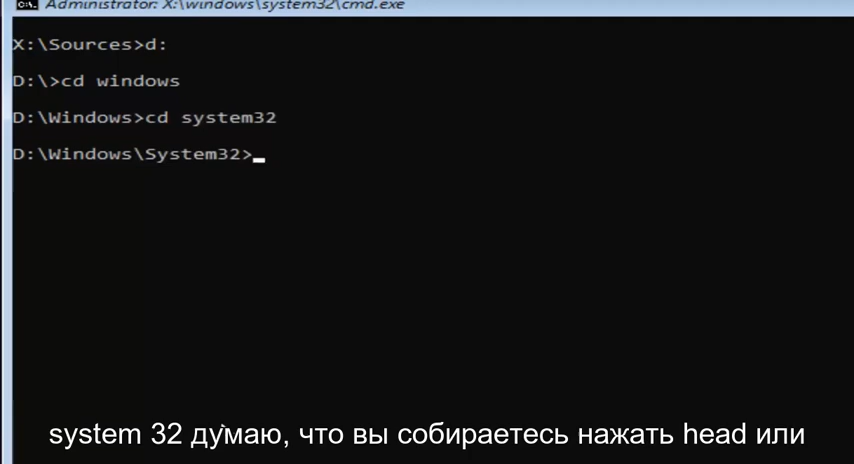 Administrator: X:\windows\system32\cmd.exe
X:\Sources>d:
D:\>cd windows
D:\Windows>cd system32
D:\Windows\System32>
system 32 думаю, что вы собираетесь нажать head или